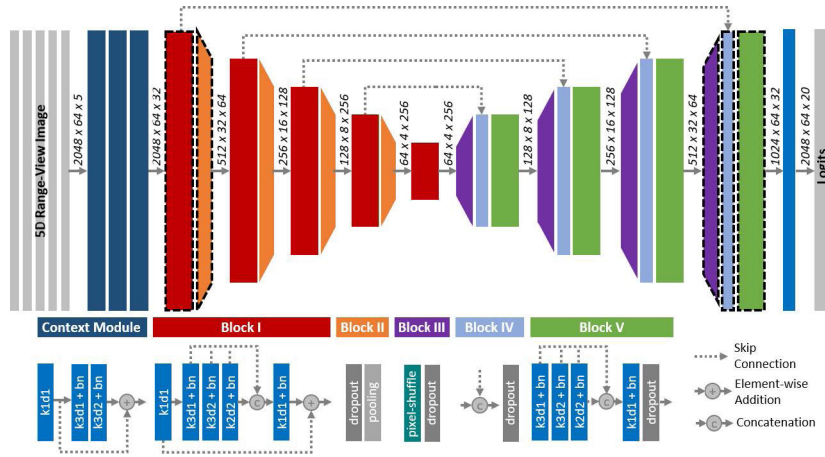 5D Range-View Image
2048 x 64 x 5
2048 x 64 x 32
512 x 32 x 64
256 x 16 x 128
128 x 8 x 256
64 x 4 x 256
64 x 4 x 256
128 x 8 x 128
256 x 16 x 128
512 x 32 x 64
1024 x 64 x 32
2048 x 64 x 20
Logits
Context Module
Block I
Block II
Block III
Block IV
Block V
k1d1
k3d1 + bn
k3d2 + bn
+
k1d1
k3d1 + bn
k3d2 + bn
k2d2 + bn
C
k1d1 + bn
+
dropout
pooling
pixel-shuffle
dropout
C
dropout
k3d1 + bn
k3d2 + bn
k2d2 + bn
C
k1d1 + bn
dropout
Skip
Connection
+
Element-wise
Addition
C
Concatenation